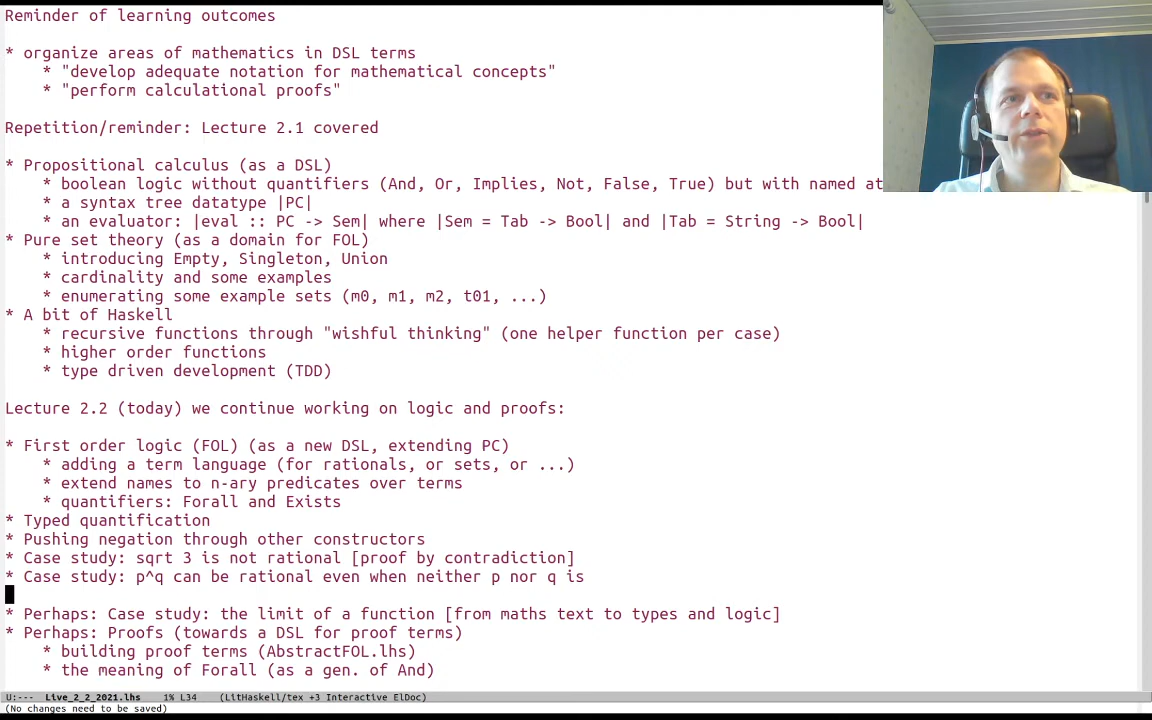 Reminder of learning outcomes
* organize areas of mathematics in DSL terms
* "develop adequate notation for mathematical concepts"
* "perform calculational proofs"
Repetition/reminder: Lecture 2.1 covered
* Propositional calculus (as a DSL)
* boolean logic without quantifiers (And, Or, Implies, Not, False, True) but with named at
* a syntax tree datatype |PC|
* an evaluator: |eval :: PC -> Sem| where |Sem = Tab -> Bool| and |Tab = String -> Bool|
* Pure set theory (as a domain for FOL)
* introducing Empty, Singleton, Union
* cardinality and some examples
* enumerating some example sets (m0, m1, m2, t01, ...)
* A bit of Haskell
* recursive functions through "wishful thinking" (one helper function per case)
* higher order functions
* type driven development (TDD)
Lecture 2.2 (today) we continue working on logic and proofs:
* First order logic (FOL) (as a new DSL, extending PC)
* adding a term language (for rationals, or sets, or ...)
* extend names to n-ary predicates over terms
* quantifiers: Forall and Exists
* Typed quantification
* Pushing negation through other constructors
* Case study: sqrt 3 is not rational [proof by contradiction]
* Case study: p^q can be rational even when neither p nor q is
* Perhaps: Case study: the limit of a function [from maths text to types and logic]
* Perhaps: Proofs (towards a DSL for proof terms)
* building proof terms (AbstractFOL.lhs)
* the meaning of Forall (as a gen. of And)
U:--- Live_2_2_2021.lhs 1% L34 (LitHaskell/tex +3 Interactive ElDoc)
(No changes need to be saved)